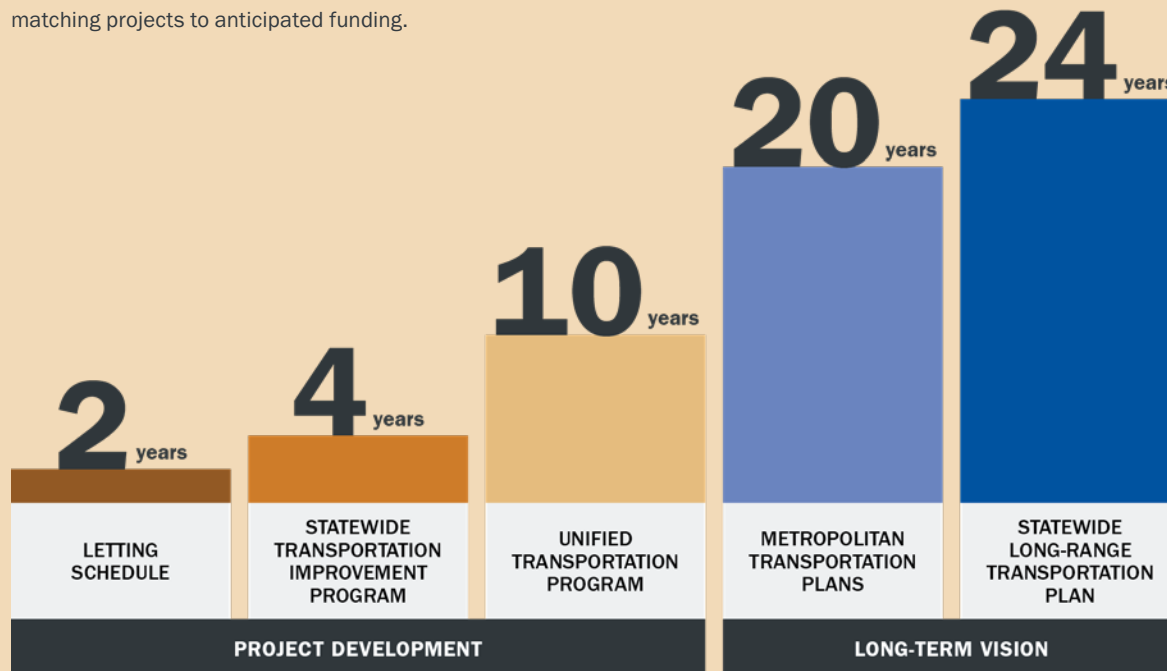 matching projects to anticipated funding.
2 years
4 years
10 years
20 years
24 years
LETTING
SCHEDULE
STATEWIDE
TRANSPORTATION
IMPROVEMENT
PROGRAM
UNIFIED
TRANSPORTATION
PROGRAM
METROPOLITAN
TRANSPORTATION
PLANS
STATEWIDE
LONG-RANGE
TRANSPORTATION
PLAN
PROJECT DEVELOPMENT
LONG-TERM VISION